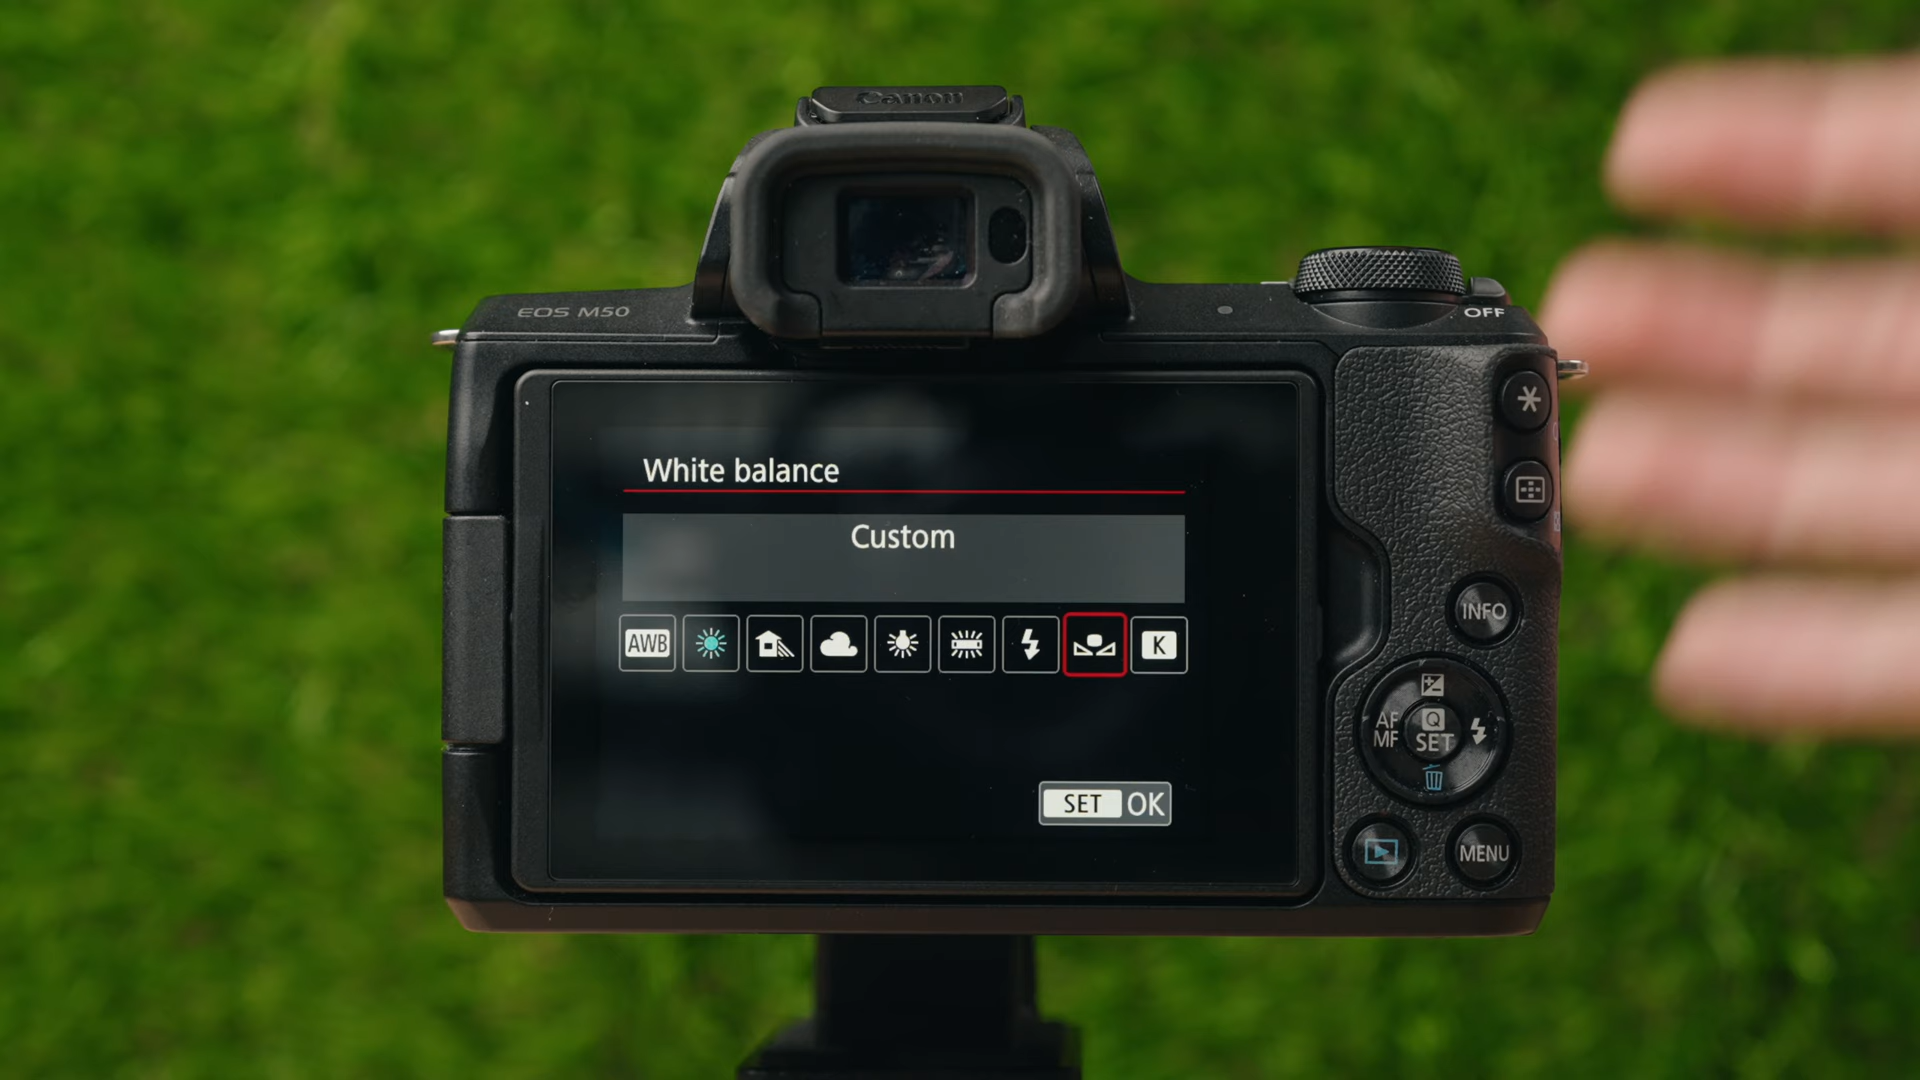 Canon
EOS M50
OFF
White balance
Custom
AWB
K
INFO
AF
MF
Q
SET
SET OK
MENU